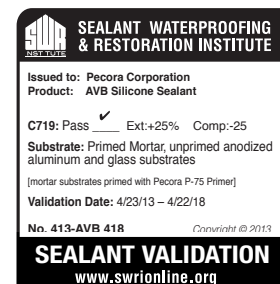 SWR
INSTITUTE
SEALANT WATERPROOFING
& RESTORATION INSTITUTE
Issued to: Pecora Corporation
Product: AVB Silicone Sealant
C719: Pass ✔ Ext:+25% Comp:-25
Substrate: Primed Mortar, unprimed anodized
aluminum and glass substrates
[mortar substrates primed with Pecora P-75 Primer]
Validation Date: 4/23/13 – 4/22/18
No. 413-AVB 418 Copyright © 2013
SEALANT VALIDATION
www.swrionline.org